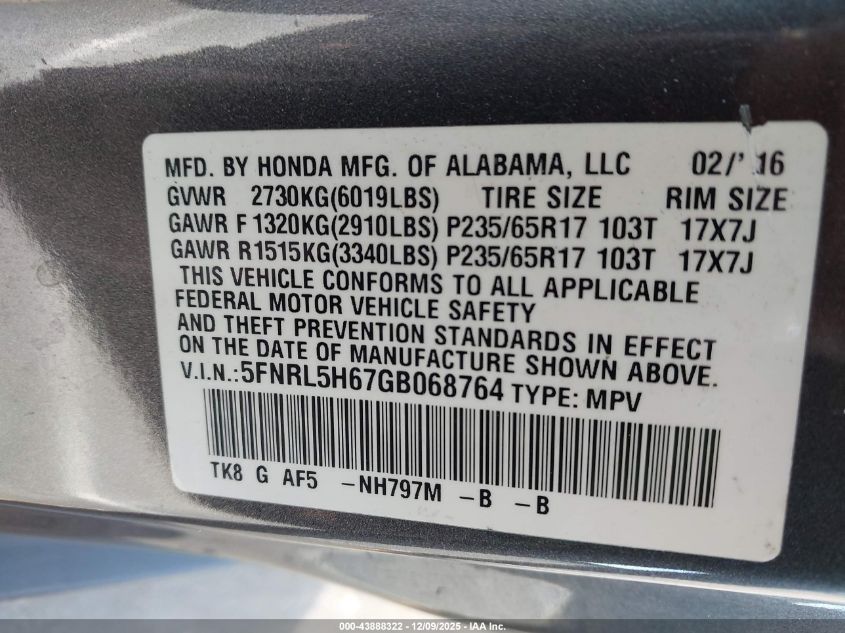 MFD. BY HONDA MFG. OF ALABAMA, LLC 02/' 16
GVWR 2730KG(6019LBS) TIRE SIZE RIM SIZE
GAWR F 1320KG(2910LBS) P235/65R17 103T 17X7J
GAWR R1515KG(3340LBS) P235/65R17 103T 17X7J
THIS VEHICLE CONFORMS TO ALL APPLICABLE
FEDERAL MOTOR VEHICLE SAFETY
AND THEFT PREVENTION STANDARDS IN EFFECT
ON THE DATE OF MANUFACTURE SHOWN ABOVE.
V.I.N.:5FNRL5H67GB068764 TYPE: MPV
TK8 G AF5 -NH797M -B -B
000-43888322 - 12/09/2025 - IAA Inc.